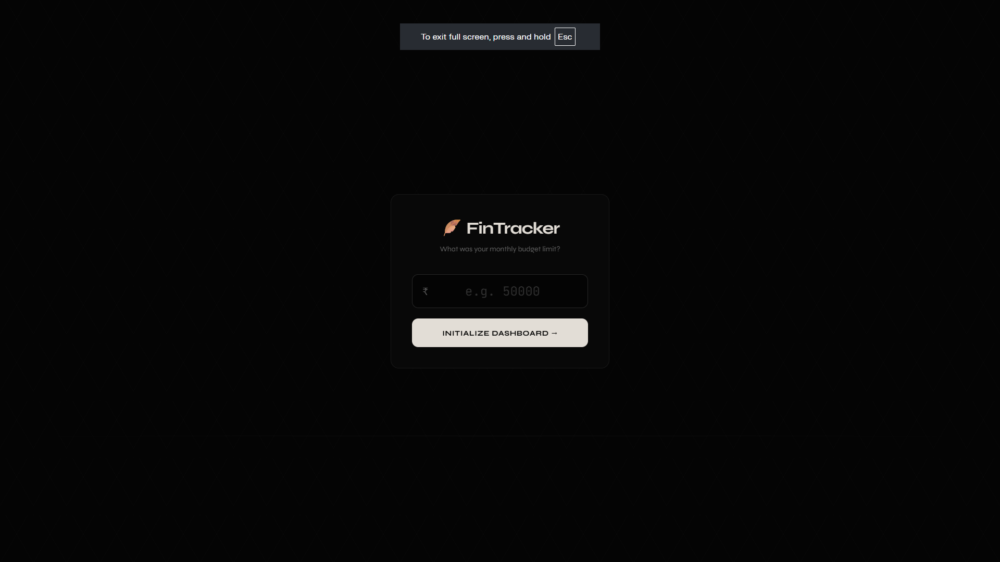 To exit full screen, press and hold Esc
FinTracker
What was your monthly budget limit?
₹ e.g. 50000
INITIALIZE DASHBOARD →